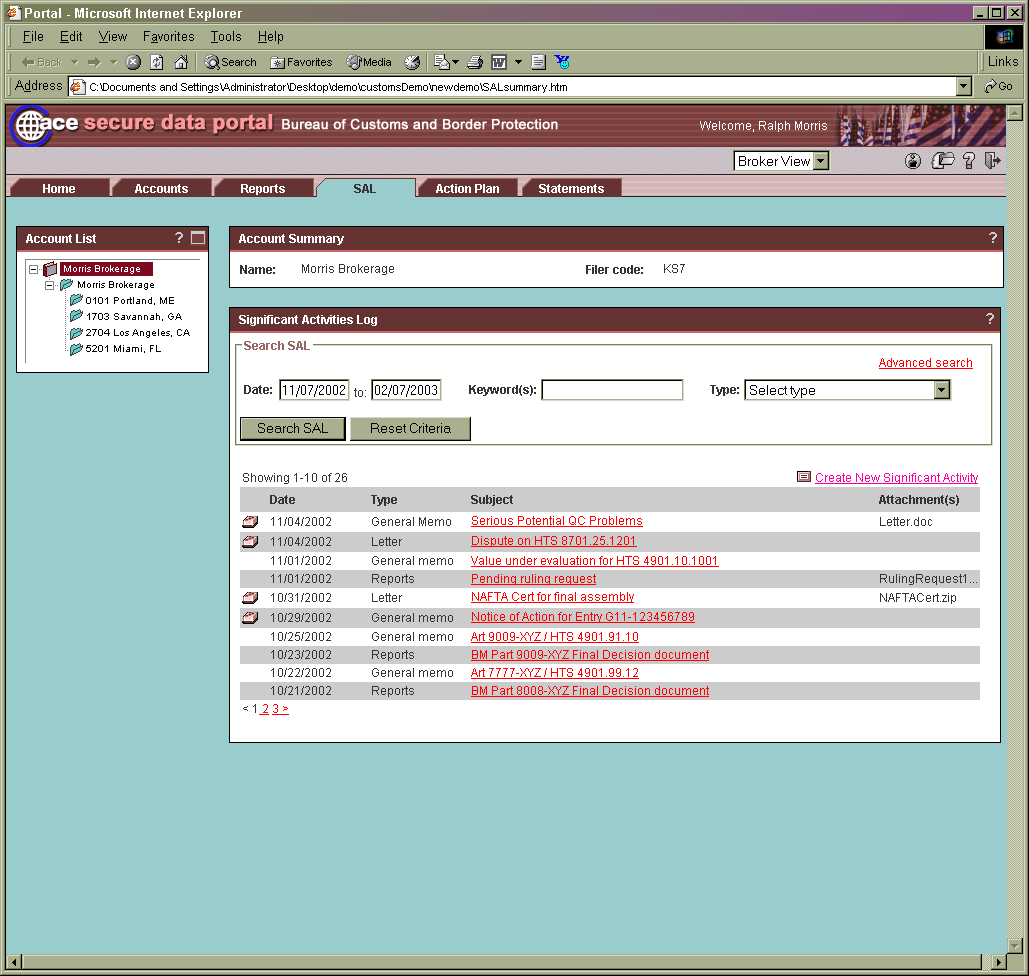 Portal - Microsoft Internet Explorer
File Edit View Favorites Tools Help
Back Search Favorites Media W Links
Address C:\Documents and Settings\Administrator\Desktop\demo\customsDemo\newdemo\SALsummary.htm Go
ace secure data portal Bureau of Customs and Border Protection Welcome, Ralph Morris
Broker View ?
Home Accounts Reports SAL Action Plan Statements
Account List ?
Morris Brokerage
Morris Brokerage
0101 Portland, ME
1703 Savannah, GA
2704 Los Angeles, CA
5201 Miami, FL
Account Summary ?
Name: Morris Brokerage Filer code: KS7
Significant Activities Log ?
Search SAL
Advanced search
Date: 11/07/2002 to: 02/07/2003 Keyword(s): Type: Select type
Search SAL Reset Criteria
Showing 1-10 of 26 Create New Significant Activity
Date Type Subject Attachment(s)
11/04/2002 General Memo Serious Potential QC Problems Letter.doc
11/04/2002 Letter Dispute on HTS 8701.25.1201
11/01/2002 General memo Value under evaluation for HTS 4901.10.1001
11/01/2002 Reports Pending ruling request RulingRequest1...
10/31/2002 Letter NAFTA Cert for final assembly NAFTACert.zip
10/29/2002 General memo Notice of Action for Entry G11-123456789
10/25/2002 General memo Art 9009-XYZ / HTS 4901.91.10
10/23/2002 Reports BM Part 9009-XYZ Final Decision document
10/22/2002 General memo Art 7777-XYZ / HTS 4901.99.12
10/21/2002 Reports BM Part 8008-XYZ Final Decision document
< 1 2 3 >